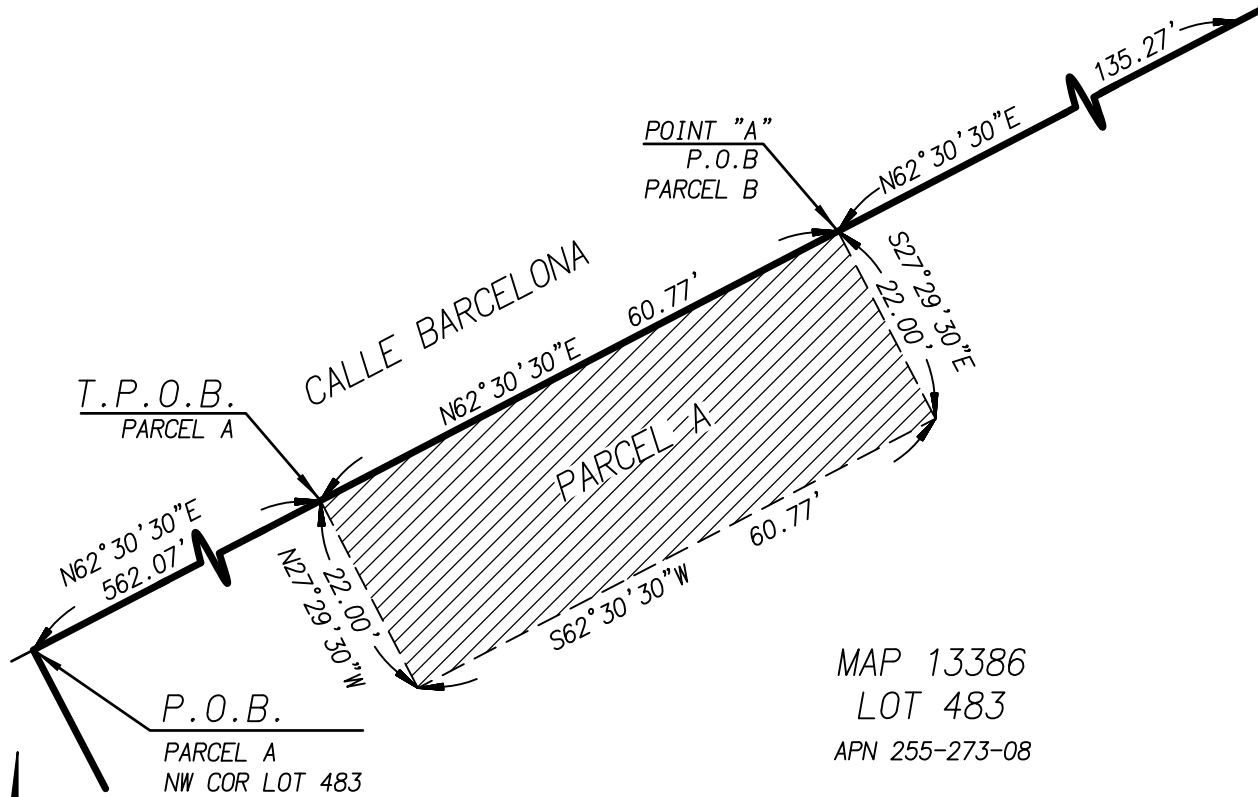 135.27'
N62°30'30"E
POINT "A"
P.O.B
PARCEL B
S27°29'30"E
22.00'
CALLE BARCELONA
60.77'
N62°30'30"E
T.P.O.B.
PARCEL A
PARCEL A
N62°30'30"E
562.07'
N27°29'30"W
22.00'
60.77'
S62°30'30"W
P.O.B.
PARCEL A
NW COR LOT 483
MAP 13386
LOT 483
APN 255-273-08